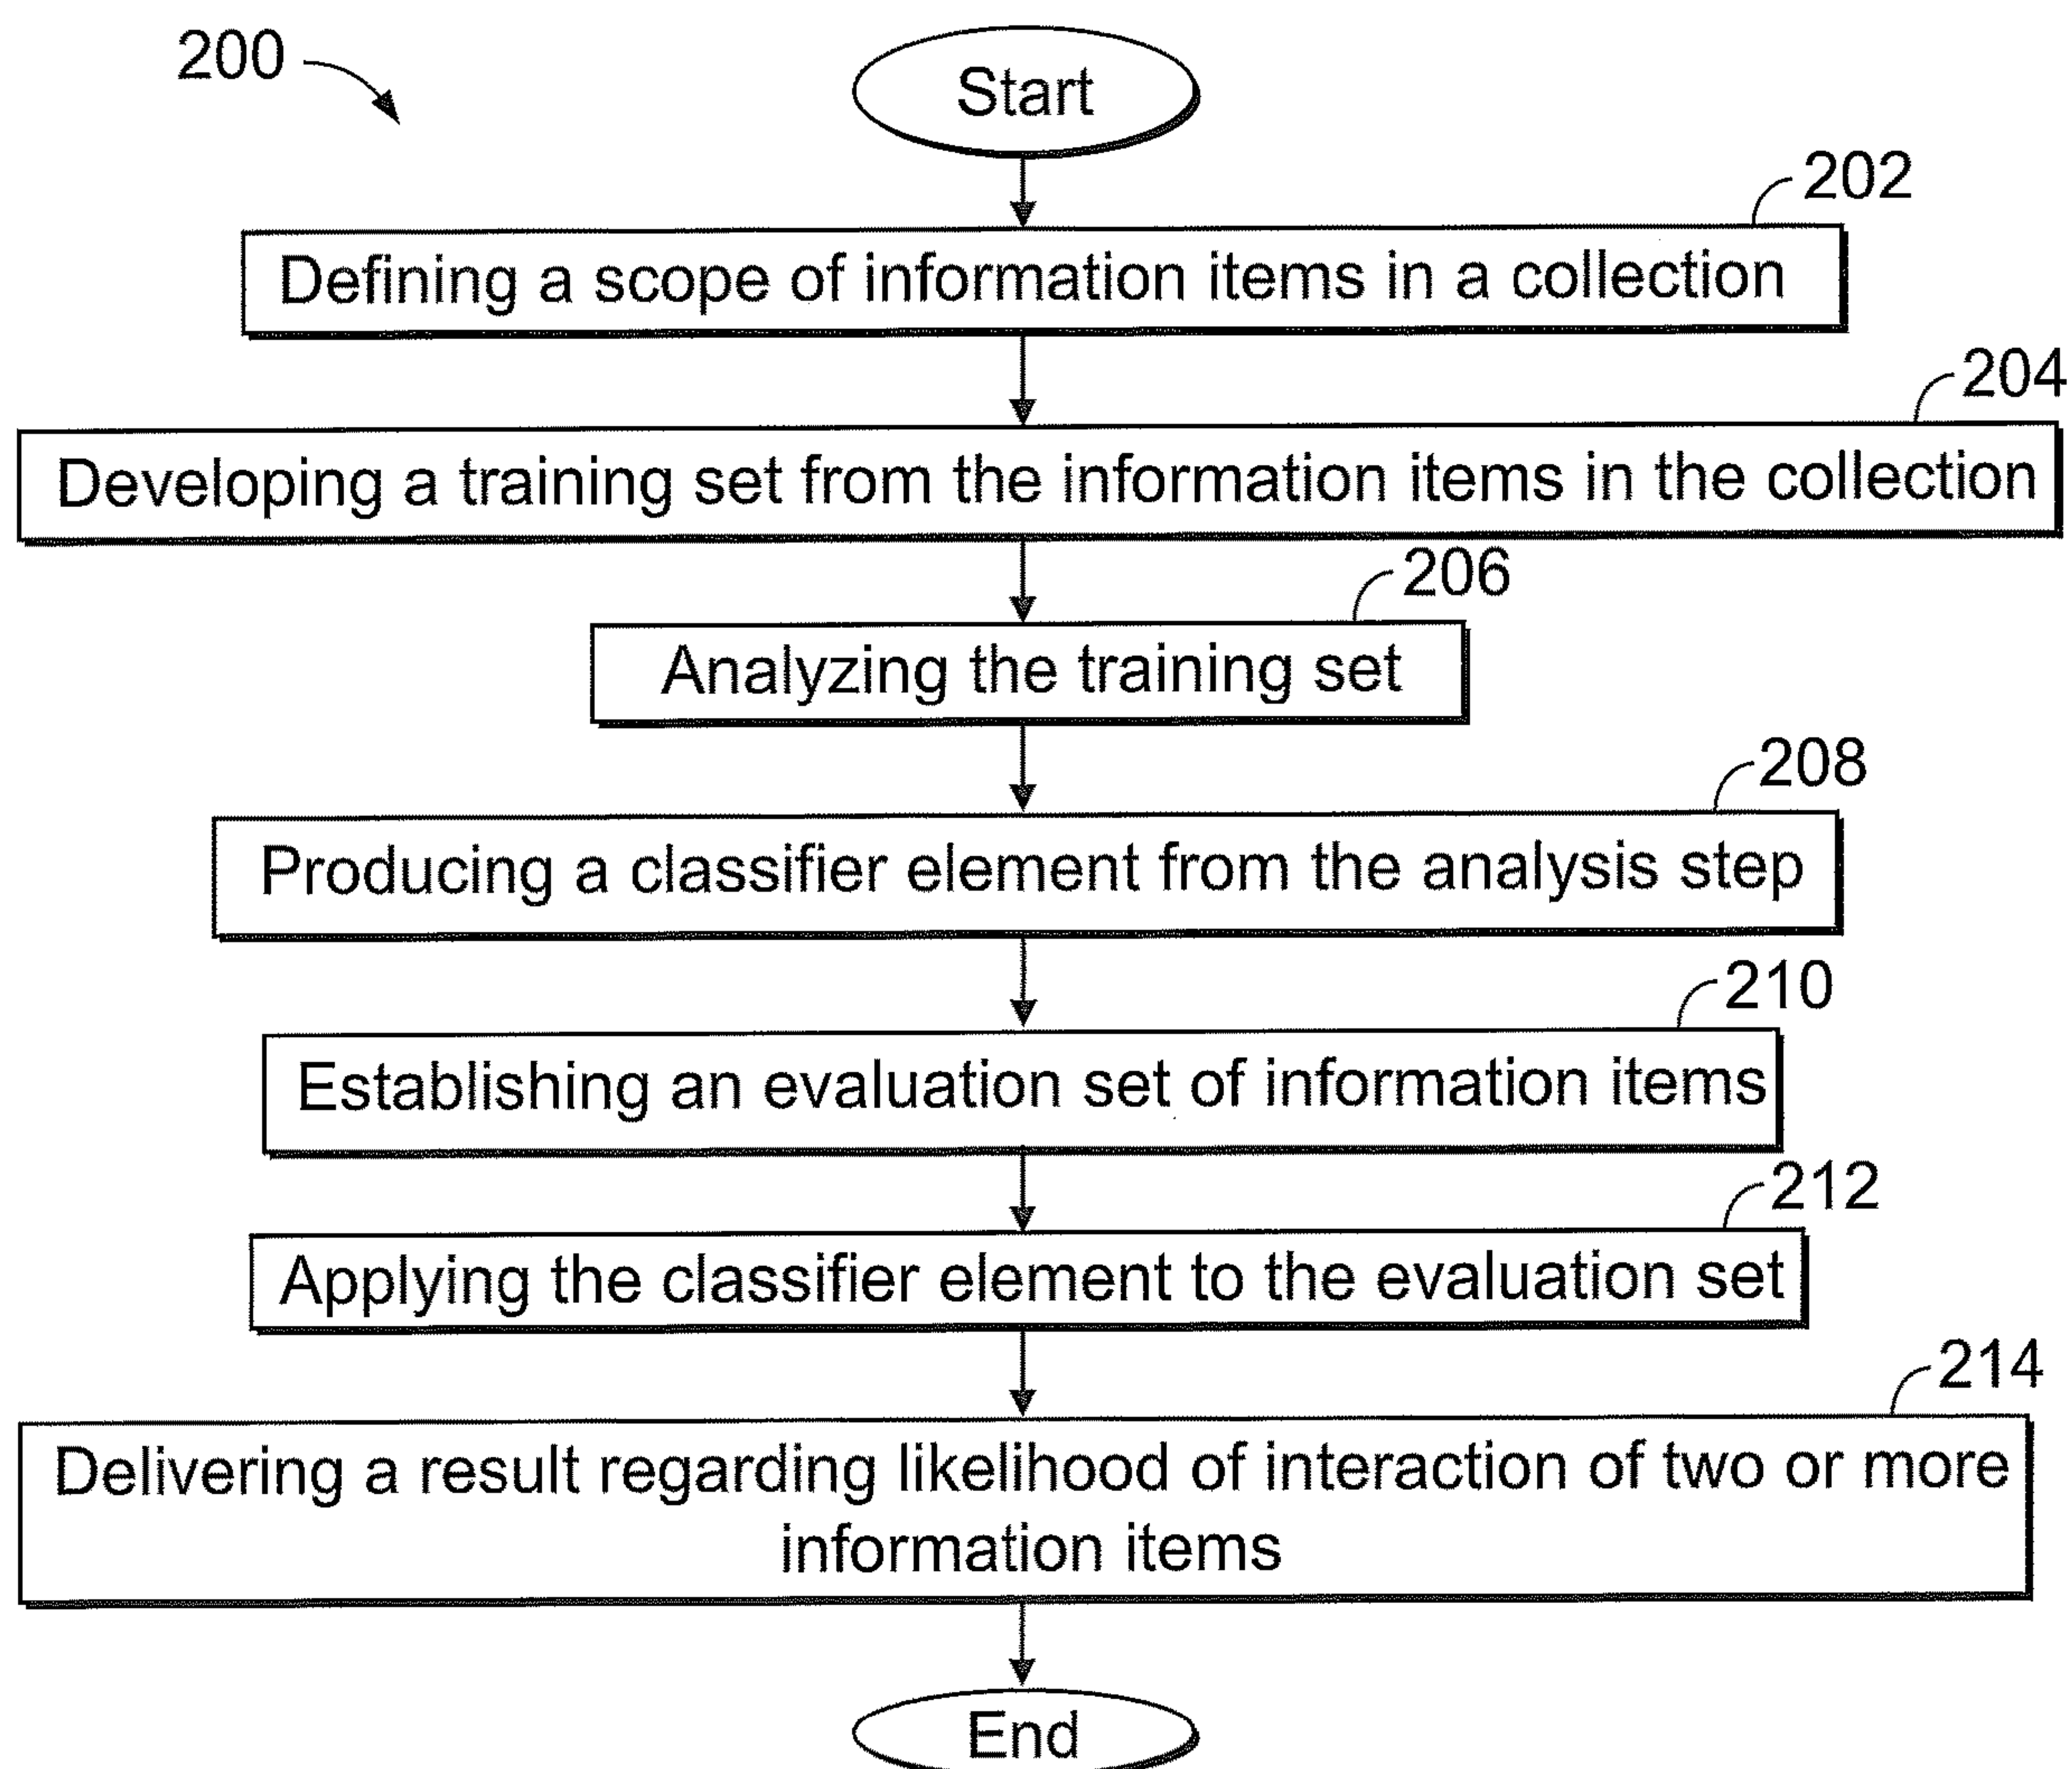 200
Start
202
Defining a scope of information items in a collection
204
Developing a training set from the information items in the collection
206
Analyzing the training set
208
Producing a classifier element from the analysis step
210
Establishing an evaluation set of information items
212
Applying the classifier element to the evaluation set
214
Delivering a result regarding likelihood of interaction of two or more
information items
End